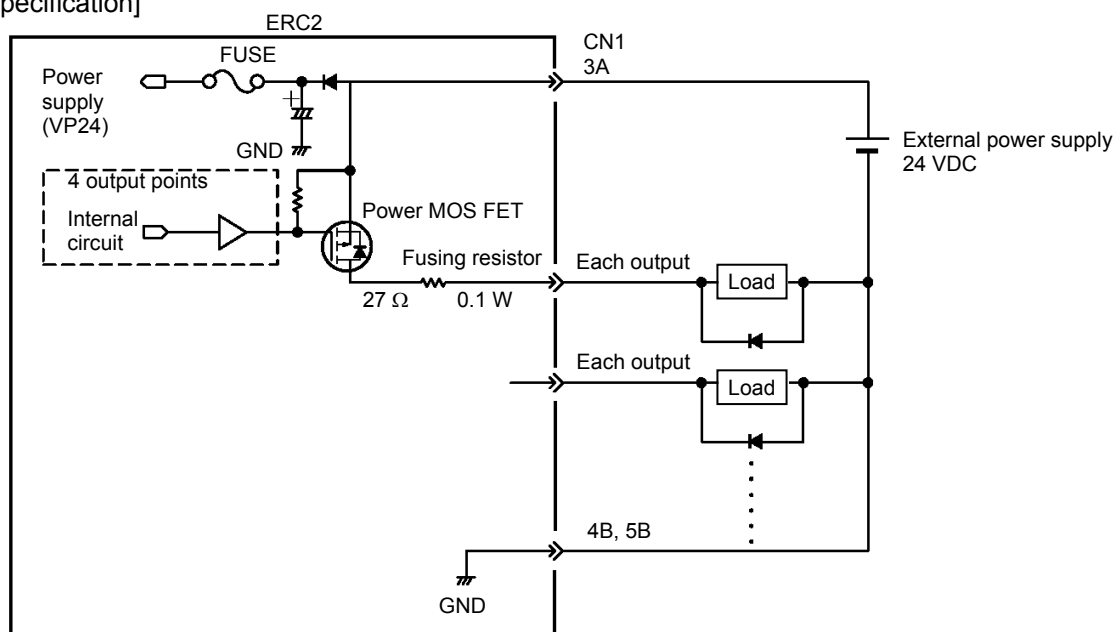 pecification]
ERC2
CN1
3A
FUSE
Power
supply
(VP24)
GND
External power supply
24 VDC
4 output points
Internal
circuit
Power MOS FET
Fusing resistor
27 Ω
0.1 W
Each output
Load
Each output
Load
4B, 5B
GND